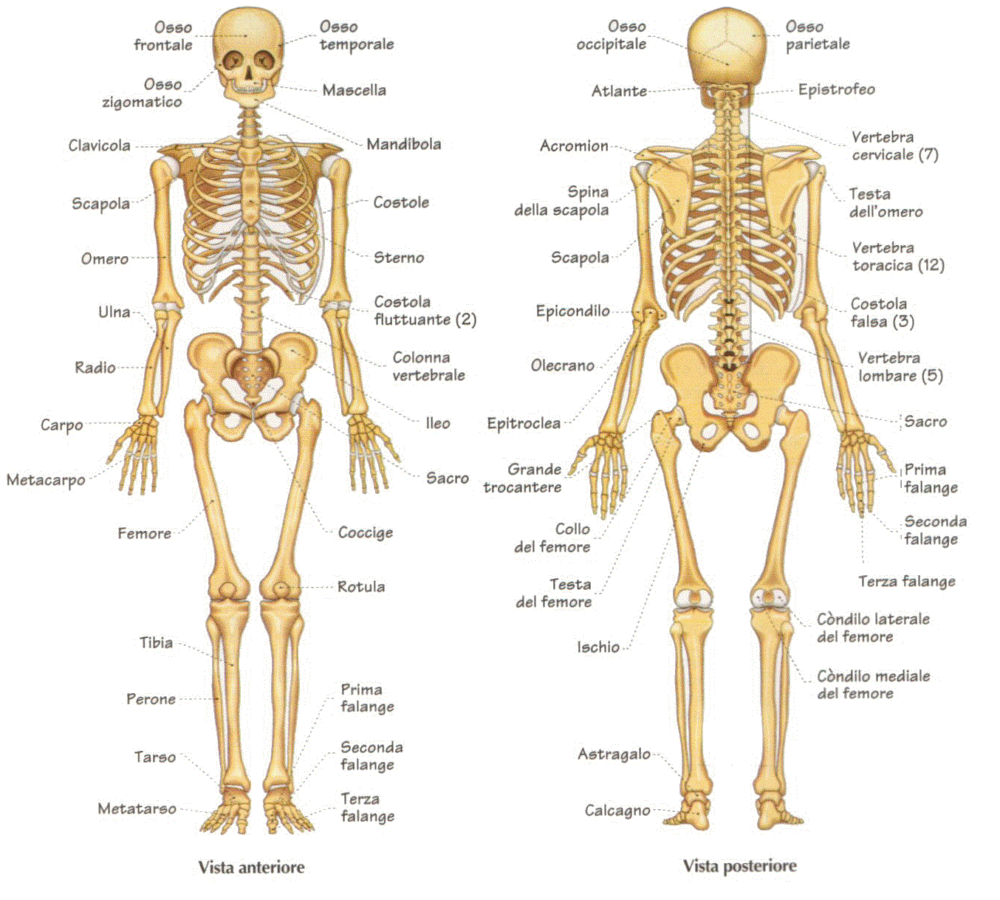 Osso
frontale
Osso
temporale
Osso
zigomatico
Mascella
Clavicola
Mandibola
Scapola
Costole
Omero
Sterno
Ulna
Costola
fluttuante (2)
Radio
Colonna
vertebrale
Carpo
Ileo
Metacarpo
Sacro
Femore
Coccige
Rotula
Tibia
Perone
Prima
falange
Tarso
Seconda
falange
Metatarso
Terza
falange
Vista anteriore
Osso
occipitale
Osso
parietale
Atlante
Epistrofeo
Acromion
Vertebra
cervicale (7)
Spina
della scapola
Testa
dell'omero
Scapola
Vertebra
toracica (12)
Epicondilo
Costola
falsa (3)
Olecrano
Vertebra
lombare (5)
Epitroclea
Sacro
Grande
trocantere
Prima
falange
Collo
del femore
Seconda
falange
Testa
del femore
Terza falange
Ischio
Còndilo laterale
del femore
Còndilo mediale
del femore
Astragalo
Calcagno
Vista posteriore